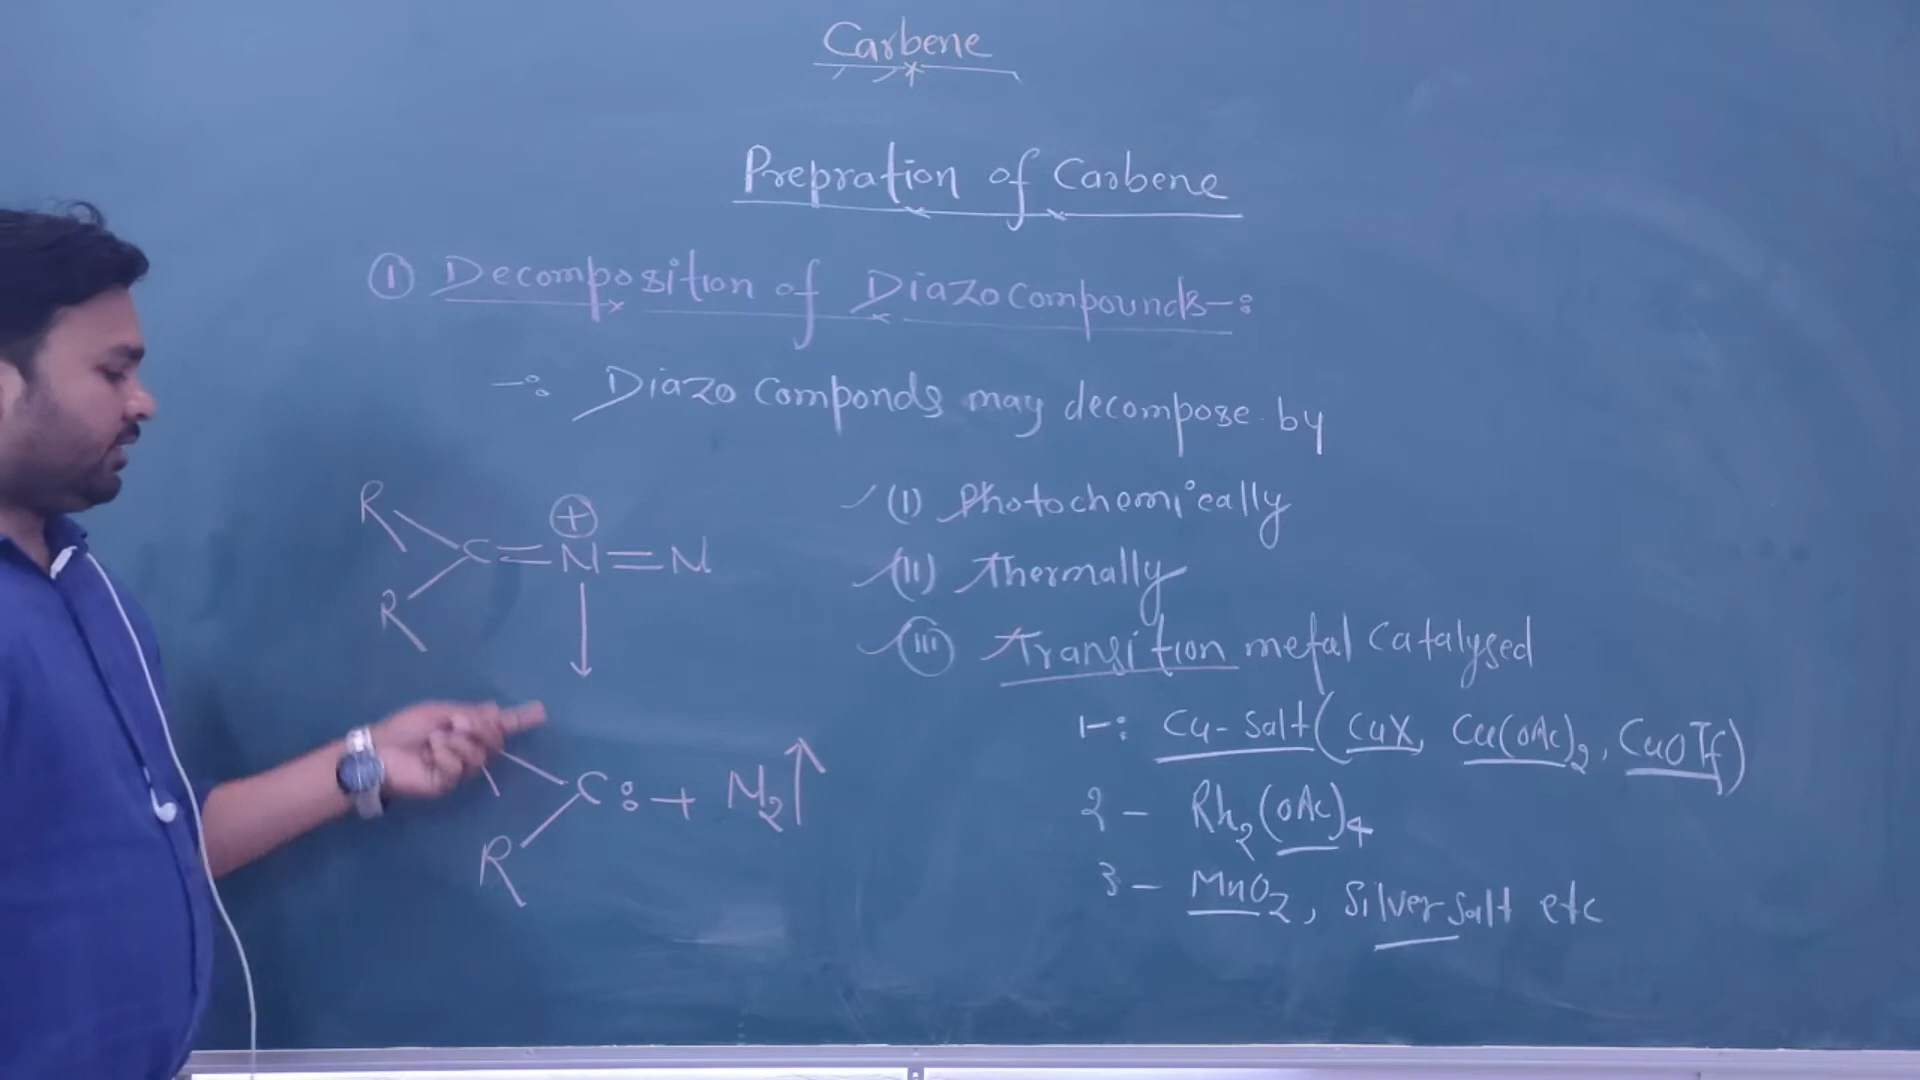 Carbene
Prepration of Carbene
① Decomposition of Diazo compounds-:
-: Diazo componds may decompose by
(I) Photochemically
(II) Thermally
(III) Transition metal catalysed
1-: Cu-Salt (CuX, Cu(OAc)2, CuOTf)
2 - Rh2(OAc)4
3 - MnO2, Silver salt etc
R
⊕
C=N=N
R
C: + N2↑
R